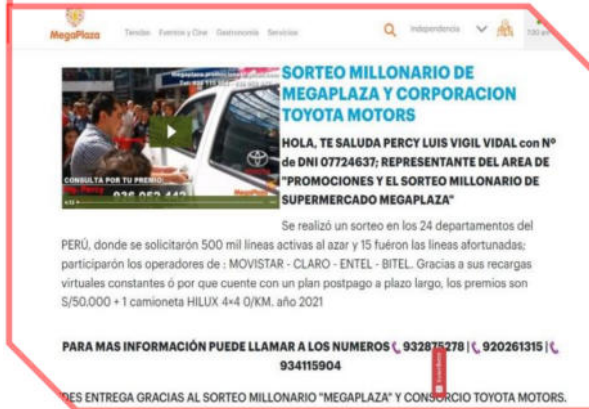 MegaPlaza
Tiendas Eventos y Cine Gastronomía Servicios
Independencia
SORTEO MILLONARIO DE
MEGAPLAZA Y CORPORACION
TOYOTA MOTORS
HOLA, TE SALUDA PERCY LUIS VIGIL VIDAL con Nº
de DNI 07724637; REPRESENTANTE DEL AREA DE
"PROMOCIONES Y EL SORTEO MILLONARIO DE
SUPERMERCADO MEGAPLAZA"
CONSULTA POR TU PREMIO
Ing. Percy
TOYOTA
Se realizó un sorteo en los 24 departamentos del
PERÚ, donde se solicitarón 500 mil lineas activas al azar y 15 fuéron las lineas afortunadas;
participarón los operadores de : MOVISTAR - CLARO - ENTEL - BITEL. Gracias a sus recargas
virtuales constantes ó por que cuente con un plan postpago a plazo largo, los premios son
S/50,000 + 1 camioneta HILUX 4x4 0/KM. año 2021
PARA MAS INFORMACIÓN PUEDE LLAMAR A LOS NUMEROS 932875278 | 920261315 |
934115904
DES ENTREGA GRACIAS AL SORTEO MILLONARIO "MEGAPLAZA" Y CONSORCIO TOYOTA MOTORS.